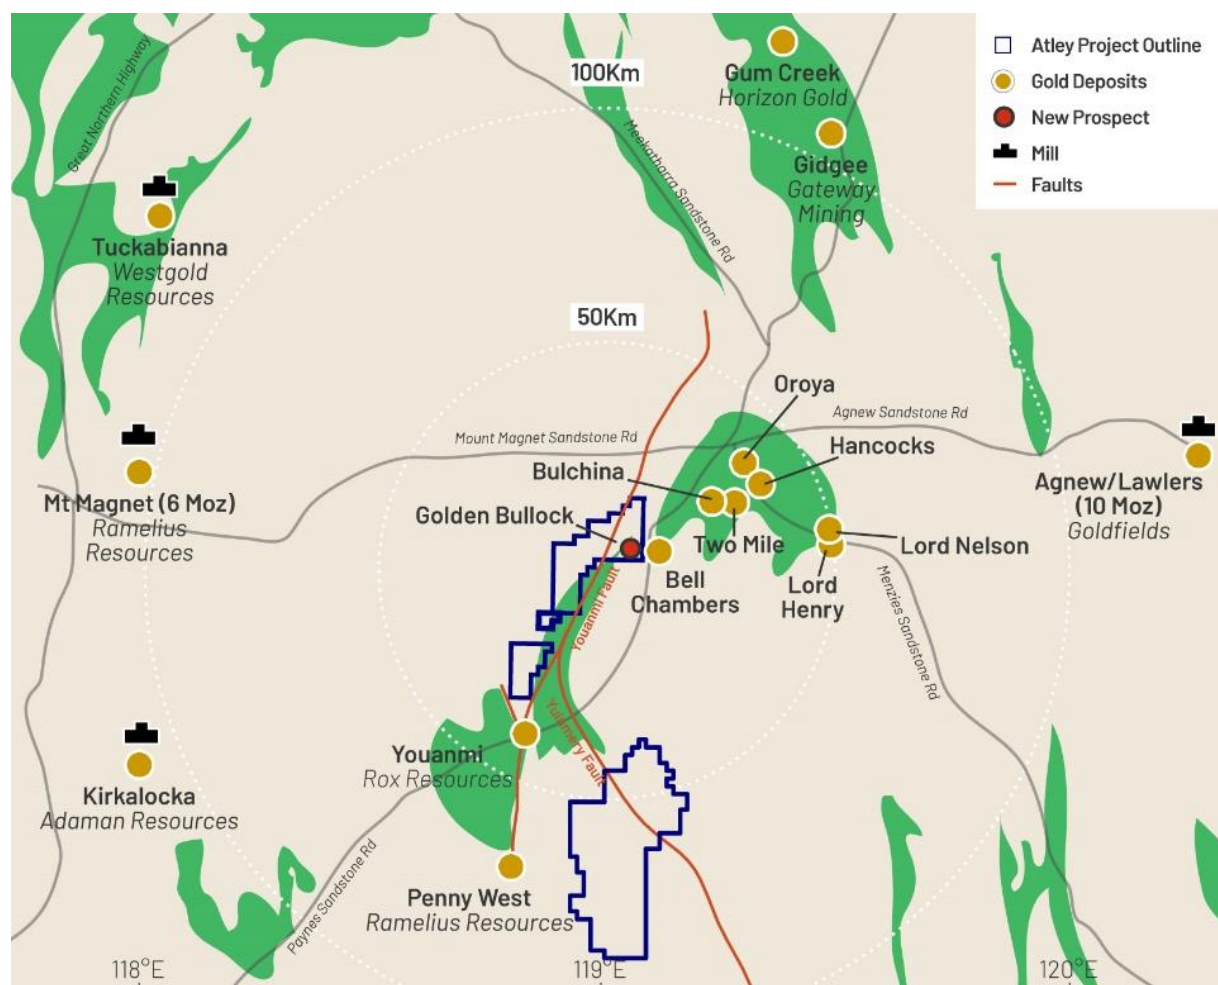 Atley Project Outline
Gold Deposits
New Prospect
Mill
Faults
100Km
Gum Creek
Horizon Gold
Great Northern Highway
Meekatharra Sandstone Rd
Gidgee
Gateway
Mining
Tuckabianna
Westgold
Resources
50Km
Oroya
Agnew Sandstone Rd
Mount Magnet Sandstone Rd
Hancocks
Bulchina
Mt Magnet (6 Moz)
Ramelius
Resources
Agnew/Lawlers
(10 Moz)
Goldfields
Golden Bullock
Two Mile
Lord Nelson
Bell
Chambers
Lord
Henry
Youanmi Fault
Menzies Sandstone Rd
Yuinmery Fault
Youanmi
Rox Resources
Kirkalocka
Adaman Resources
Paynes Sandstone Rd
Penny West
Ramelius Resources
118°E
119°E
120°E